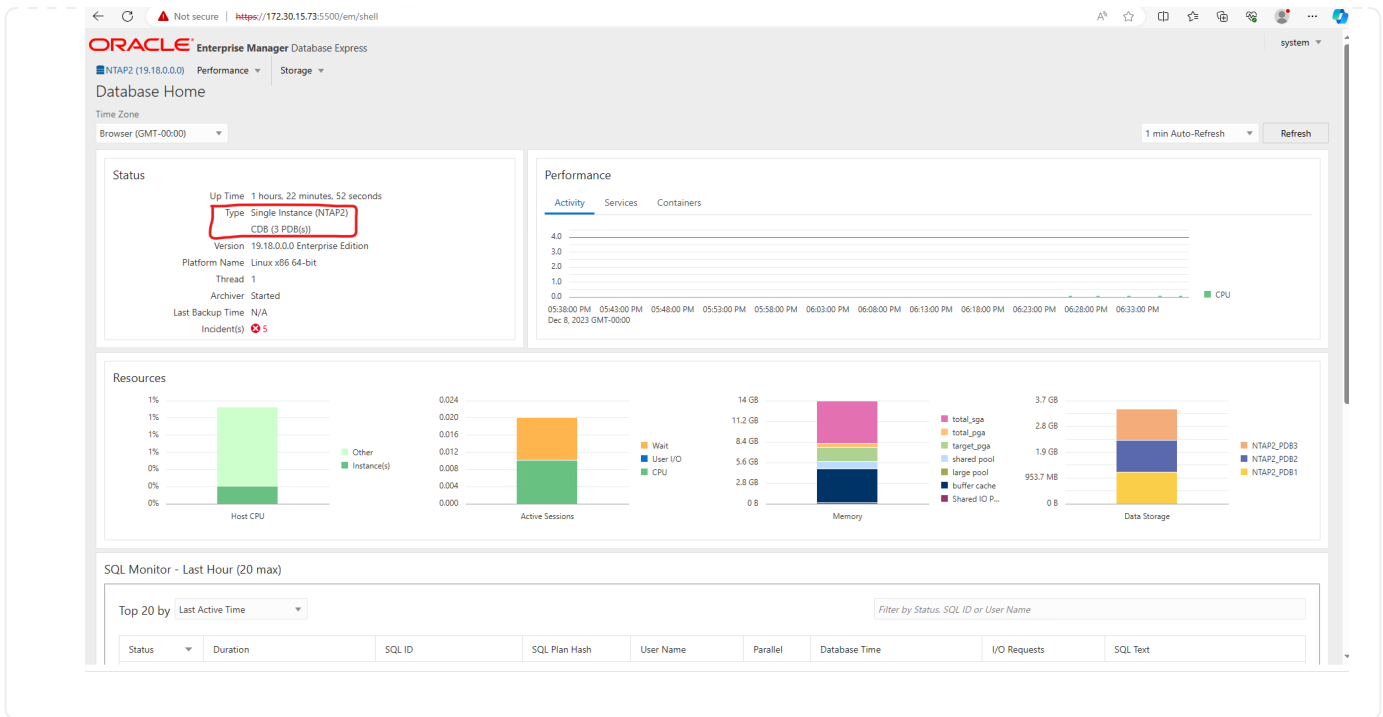 Not secure https://172.30.15.73:5500/em/shell
ORACLE Enterprise Manager Database Express
system
NTAP2 (19.18.0.0.0) Performance Storage
Database Home
Time Zone
Browser (GMT-00:00)
1 min Auto-Refresh Refresh
Status
Up Time 1 hours, 22 minutes, 52 seconds
Type Single Instance (NTAP2)
CDB (3 PDB(s))
Version 19.18.0.0.0 Enterprise Edition
Platform Name Linux x86 64-bit
Thread 1
Archiver Started
Last Backup Time N/A
Incident(s) 5
Performance
Activity Services Containers
4.0
3.0
2.0
1.0
0.0
CPU
05:38:00 PM 05:43:00 PM 05:48:00 PM 05:53:00 PM 05:58:00 PM 06:03:00 PM 06:08:00 PM 06:13:00 PM 06:18:00 PM 06:23:00 PM 06:28:00 PM 06:33:00 PM
Dec 8, 2023 GMT-00:00
Resources
1%
1%
1%
1%
0%
0%
0%
Other
Instance(s)
Host CPU
0.024
0.020
0.016
0.012
0.008
0.004
0.000
Wait
User I/O
CPU
Active Sessions
14 GB
11.2 GB
8.4 GB
5.6 GB
2.8 GB
0 B
total_sga
total_pga
target_pga
shared pool
large pool
buffer cache
Shared IO P...
Memory
3.7 GB
2.8 GB
1.9 GB
953.7 MB
0 B
NTAP2_PDB3
NTAP2_PDB2
NTAP2_PDB1
Data Storage
SQL Monitor - Last Hour (20 max)
Top 20 by Last Active Time
Filter by Status, SQL ID or User Name
Status Duration SQL ID SQL Plan Hash User Name Parallel Database Time I/O Requests SQL Text